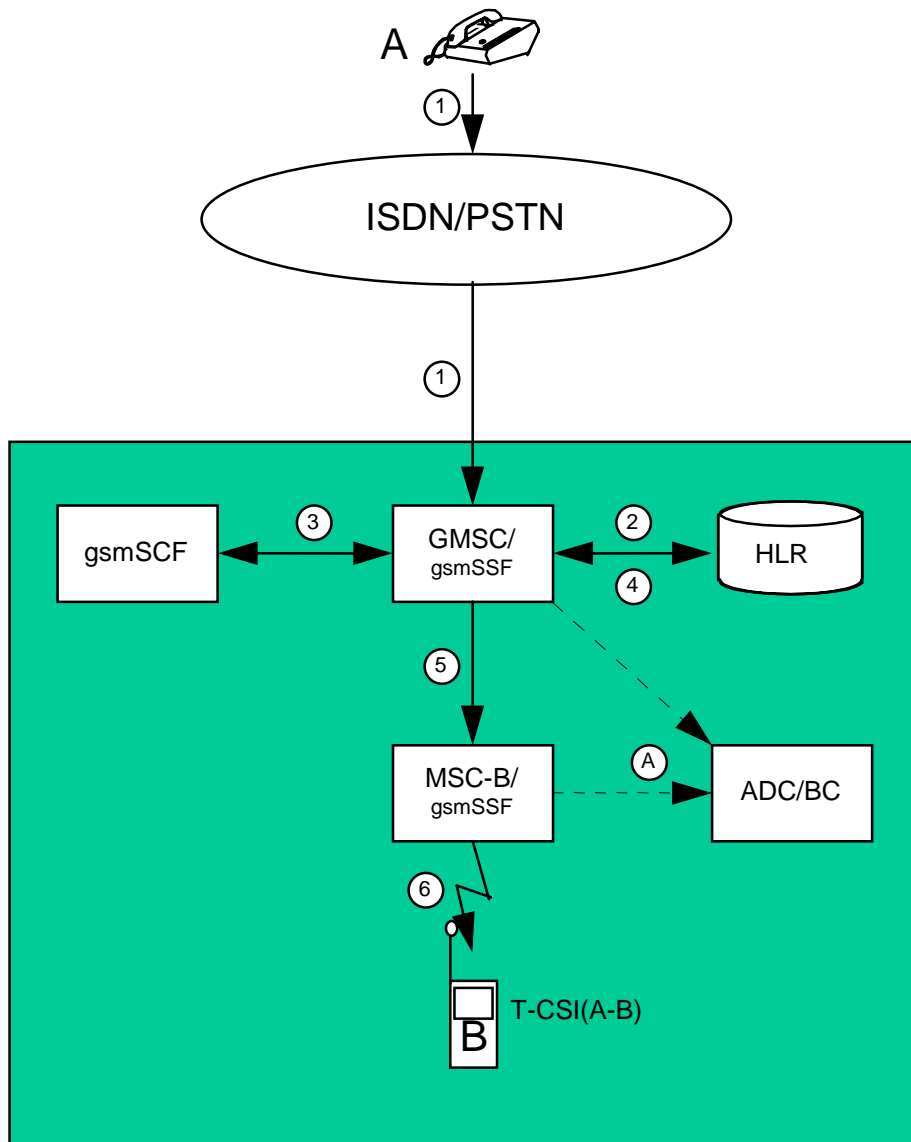 A
1
ISDN/PSTN
1
gsmSCF
3
GMSC/
gsmSSF
2
4
HLR
5
MSC-B/
gsmSSF
A
ADC/BC
6
B
T-CSI(A-B)